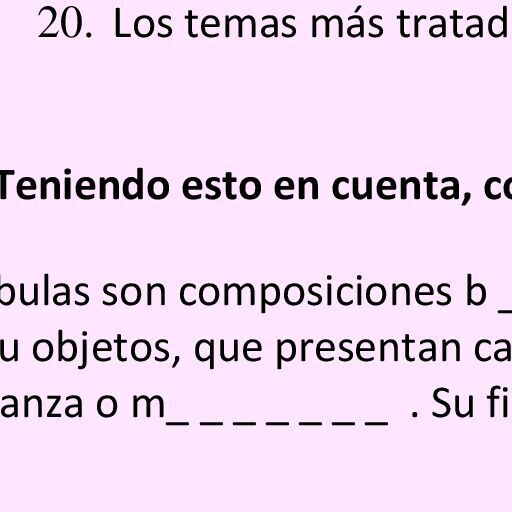 20. Los temas más tratad
Teniendo esto en cuenta, co
bulas son composiciones b _
u objetos, que presentan ca
anza o m_ _ _ _ _ _ _ . Su fi